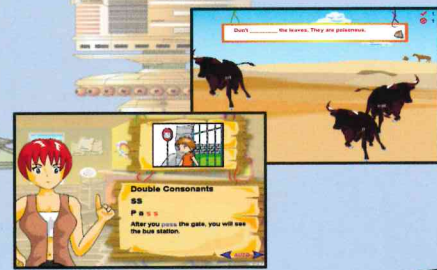 Don't ________ the leaves. They are poisonous.
Double Consonants
ss
Pass
After you pass the gate, you will see
the bus station.
AUTO